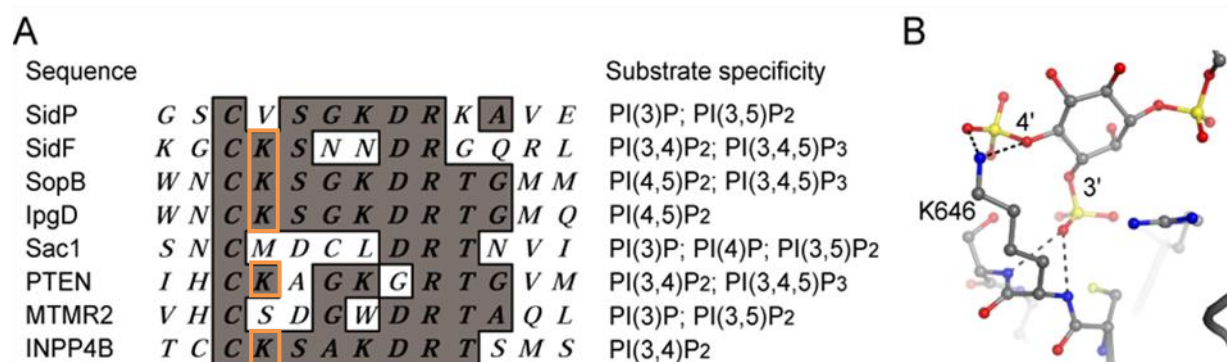 A
B
Sequence Substrate specificity
SidP G S C V S G K D R K A V E PI(3)P; PI(3,5)P2
SidF K G C K S N N D R G Q R L PI(3,4)P2; PI(3,4,5)P3
SopB W N C K S G K D R T G M M PI(4,5)P2; PI(3,4,5)P3
IpgD W N C K S G K D R T G M Q PI(4,5)P2
Sac1 S N C M D C L D R T N V I PI(3)P; PI(4)P; PI(3,5)P2
PTEN I H C K A G K G R T G V M PI(3,4)P2; PI(3,4,5)P3
MTMR2 V H C S D G W D R T A Q L PI(3)P; PI(3,5)P2
INPP4B T C C K S A K D R T S M S PI(3,4)P2
4'
3'
K646